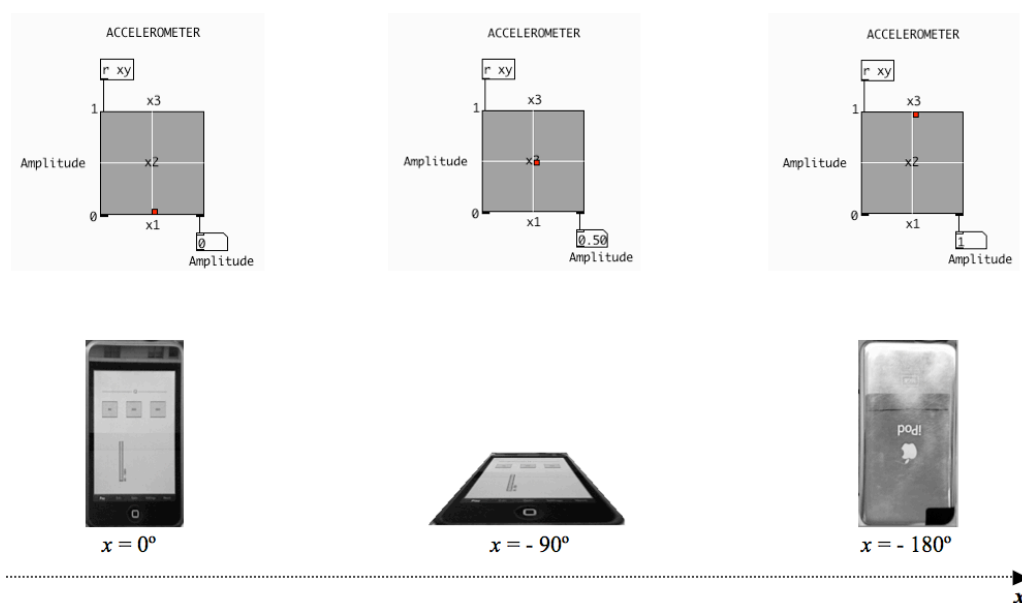 ACCELEROMETER
r xy
1
x3
Amplitude
x2
0
x1
0
Amplitude
ACCELEROMETER
r xy
1
x3
Amplitude
0
x1
0.50
Amplitude
ACCELEROMETER
r xy
1
x3
Amplitude
x2
0
x1
1
Amplitude
iPod
x = 0º
x = - 90º
x = - 180º
x